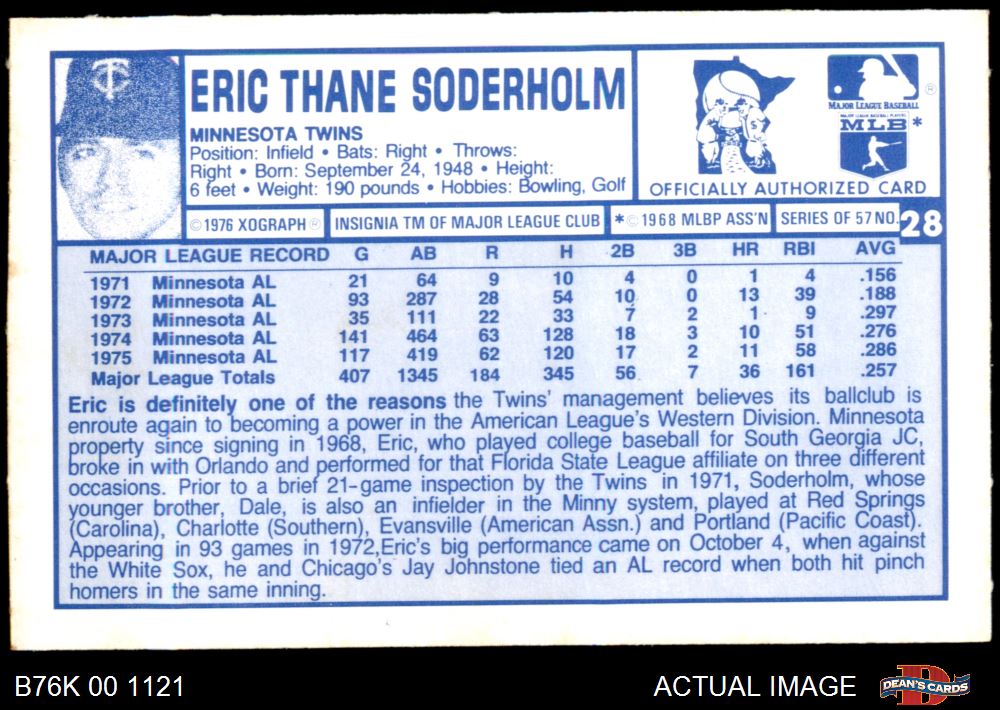 TC
ERIC THANE SODERHOLM
MINNESOTA TWINS
Position: Infield • Bats: Right • Throws:
Right • Born: September 24, 1948 • Height:
6 feet • Weight: 190 pounds • Hobbies: Bowling, Golf
MAJOR LEAGUE BASEBALL ®
MAJOR LEAGUE BASEBALL PLAYERS
MLB *
OFFICIALLY AUTHORIZED CARD
© 1976 XOGRAPH ® INSIGNIA TM OF MAJOR LEAGUE CLUB * © 1968 MLBP ASS'N SERIES OF 57 NO. 28
MAJOR LEAGUE RECORD G AB R H 2B 3B HR RBI AVG
1971 Minnesota AL 21 64 9 10 4 0 1 4 .156
1972 Minnesota AL 93 287 28 54 10 0 13 39 .188
1973 Minnesota AL 35 111 22 33 7 2 1 9 .297
1974 Minnesota AL 141 464 63 128 18 3 10 51 .276
1975 Minnesota AL 117 419 62 120 17 2 11 58 .286
Major League Totals 407 1345 184 345 56 7 36 161 .257
Eric is definitely one of the reasons the Twins' management believes its ballclub is
enroute again to becoming a power in the American League's Western Division. Minnesota
property since signing in 1968, Eric, who played college baseball for South Georgia JC,
broke in with Orlando and performed for that Florida State League affiliate on three different
occasions. Prior to a brief 21-game inspection by the Twins in 1971, Soderholm, whose
younger brother, Dale, is also an infielder in the Minny system, played at Red Springs
(Carolina), Charlotte (Southern), Evansville (American Assn.) and Portland (Pacific Coast).
Appearing in 93 games in 1972,Eric's big performance came on October 4, when against
the White Sox, he and Chicago's Jay Johnstone tied an AL record when both hit pinch
homers in the same inning.
B76K 00 1121
ACTUAL IMAGE
D
DEAN'S CARDS